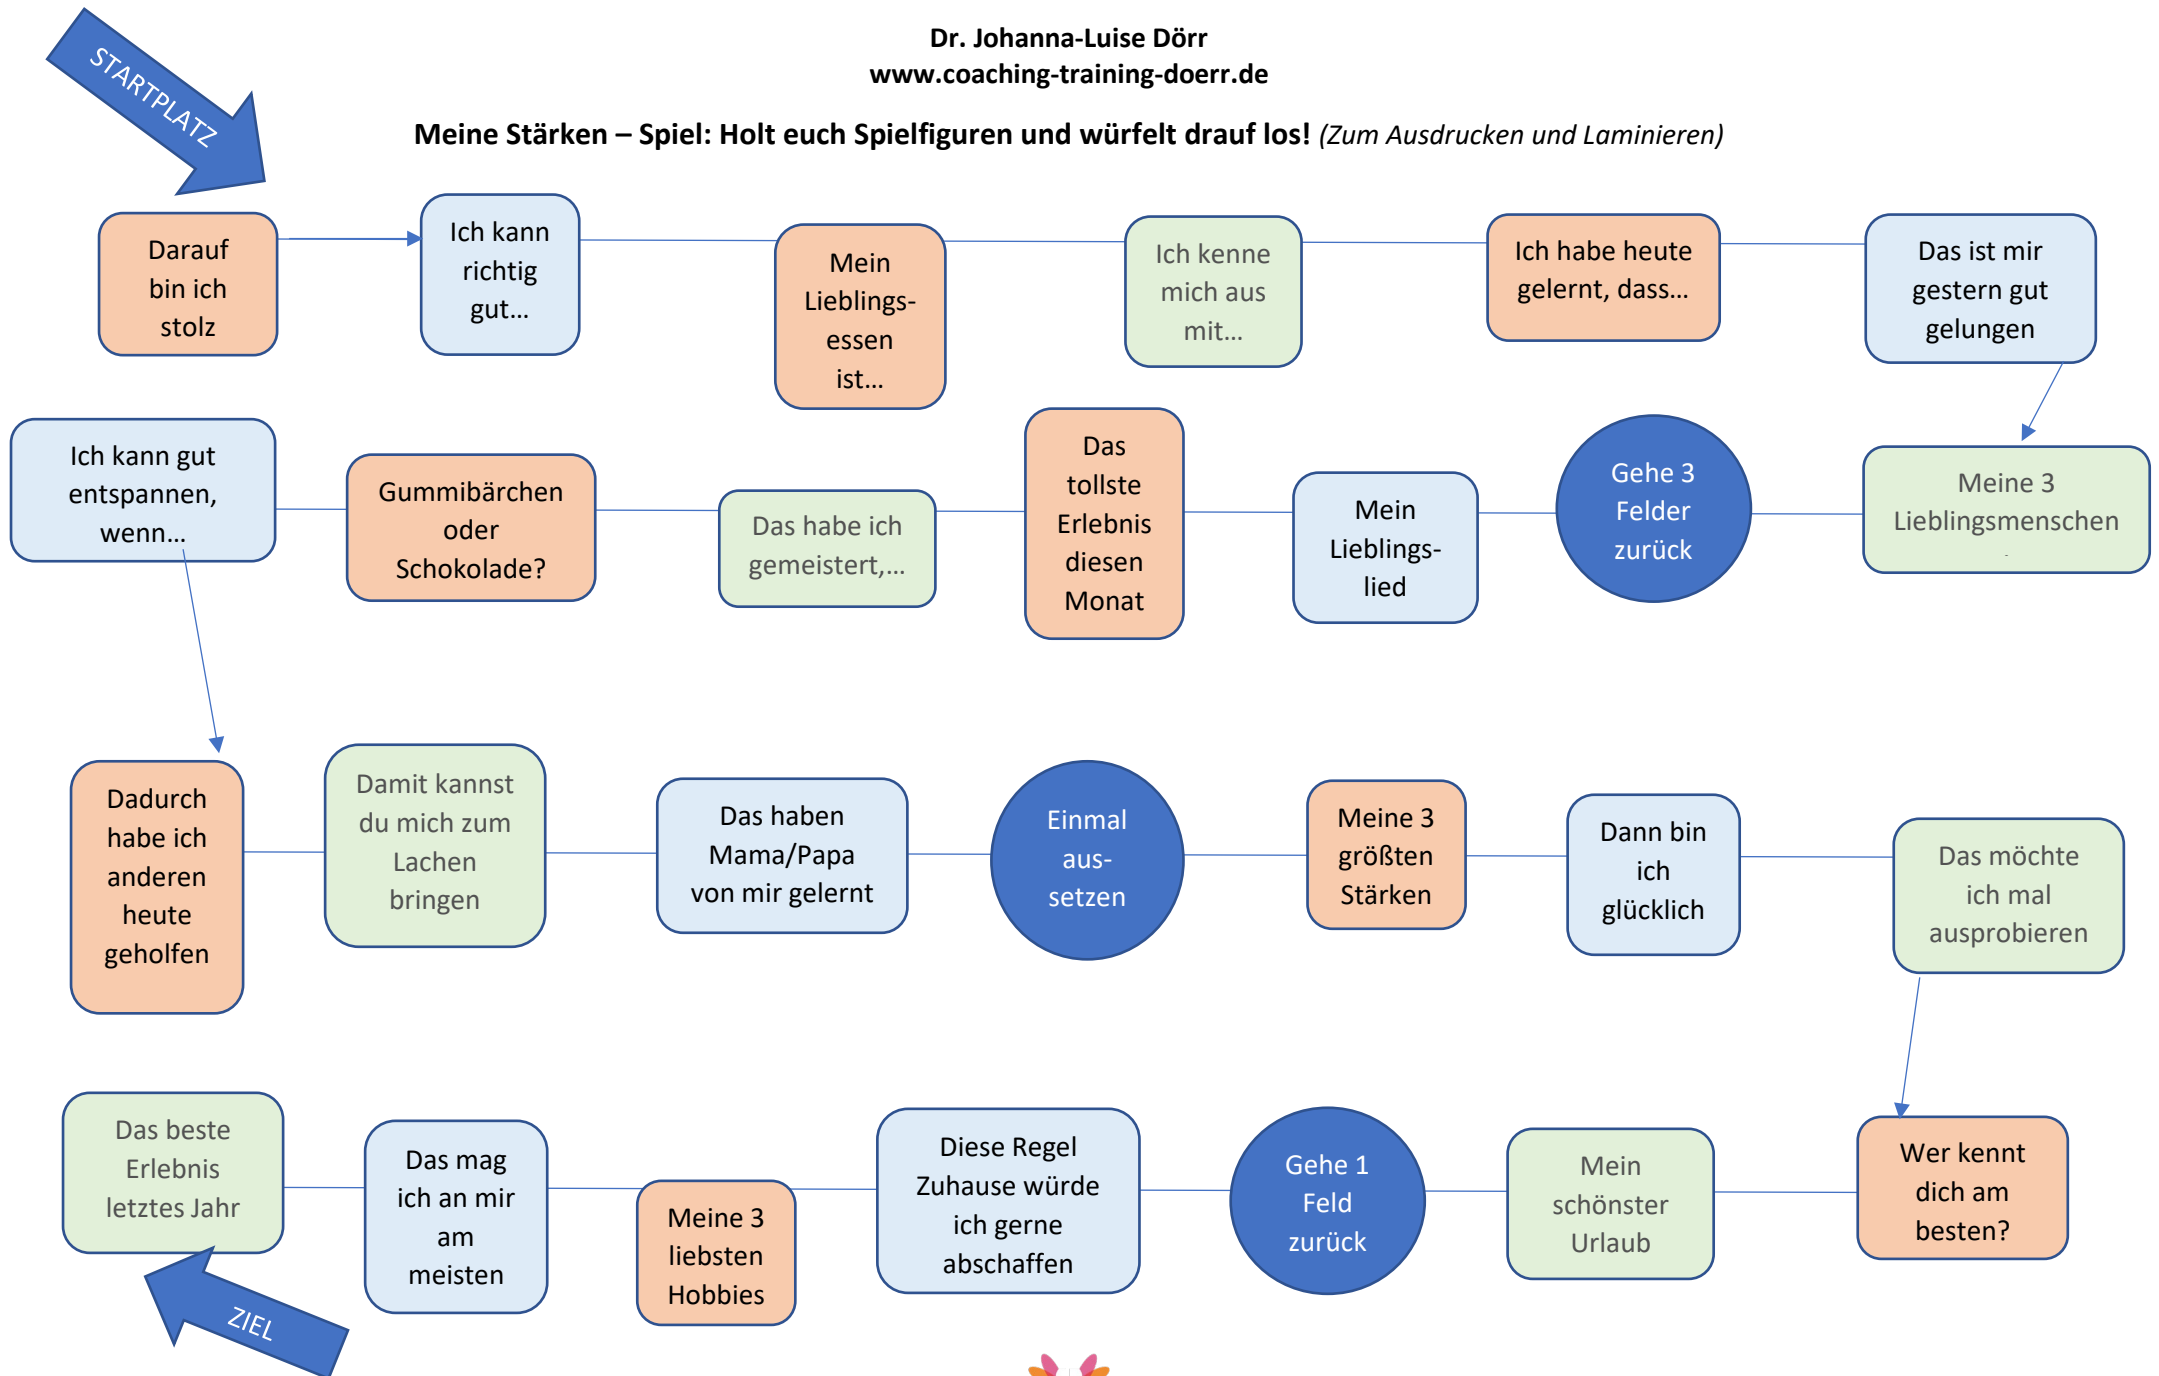 STARTPLATZ
Dr. Johanna-Luise Dörr
www.coaching-training-doerr.de
Meine Stärken – Spiel: Holt euch Spielfiguren und würfelt drauf los! (Zum Ausdrucken und Laminieren)
Darauf
bin ich
stolz
Ich kann
richtig
gut…
Mein
Lieblings-
essen
ist…
Ich kenne
mich aus
mit…
Ich habe heute
gelernt, dass…
Das ist mir
gestern gut
gelungen
Meine 3
Lieblingsmenschen
Gehe 3
Felder
zurück
Mein
Lieblings-
lied
Das
tollste
Erlebnis
diesen
Monat
Das habe ich
gemeistert,…
Gummibärchen
oder
Schokolade?
Ich kann gut
entspannen,
wenn…
Dadurch
habe ich
anderen
heute
geholfen
Damit kannst
du mich zum
Lachen
bringen
Das haben
Mama/Papa
von mir gelernt
Einmal
aus-
setzen
Meine 3
größten
Stärken
Dann bin
ich
glücklich
Das möchte
ich mal
ausprobieren
Wer kennt
dich am
besten?
Mein
schönster
Urlaub
Gehe 1
Feld
zurück
Diese Regel
Zuhause würde
ich gerne
abschaffen
Meine 3
liebsten
Hobbies
Das mag
ich an mir
am
meisten
Das beste
Erlebnis
letztes Jahr
ZIEL